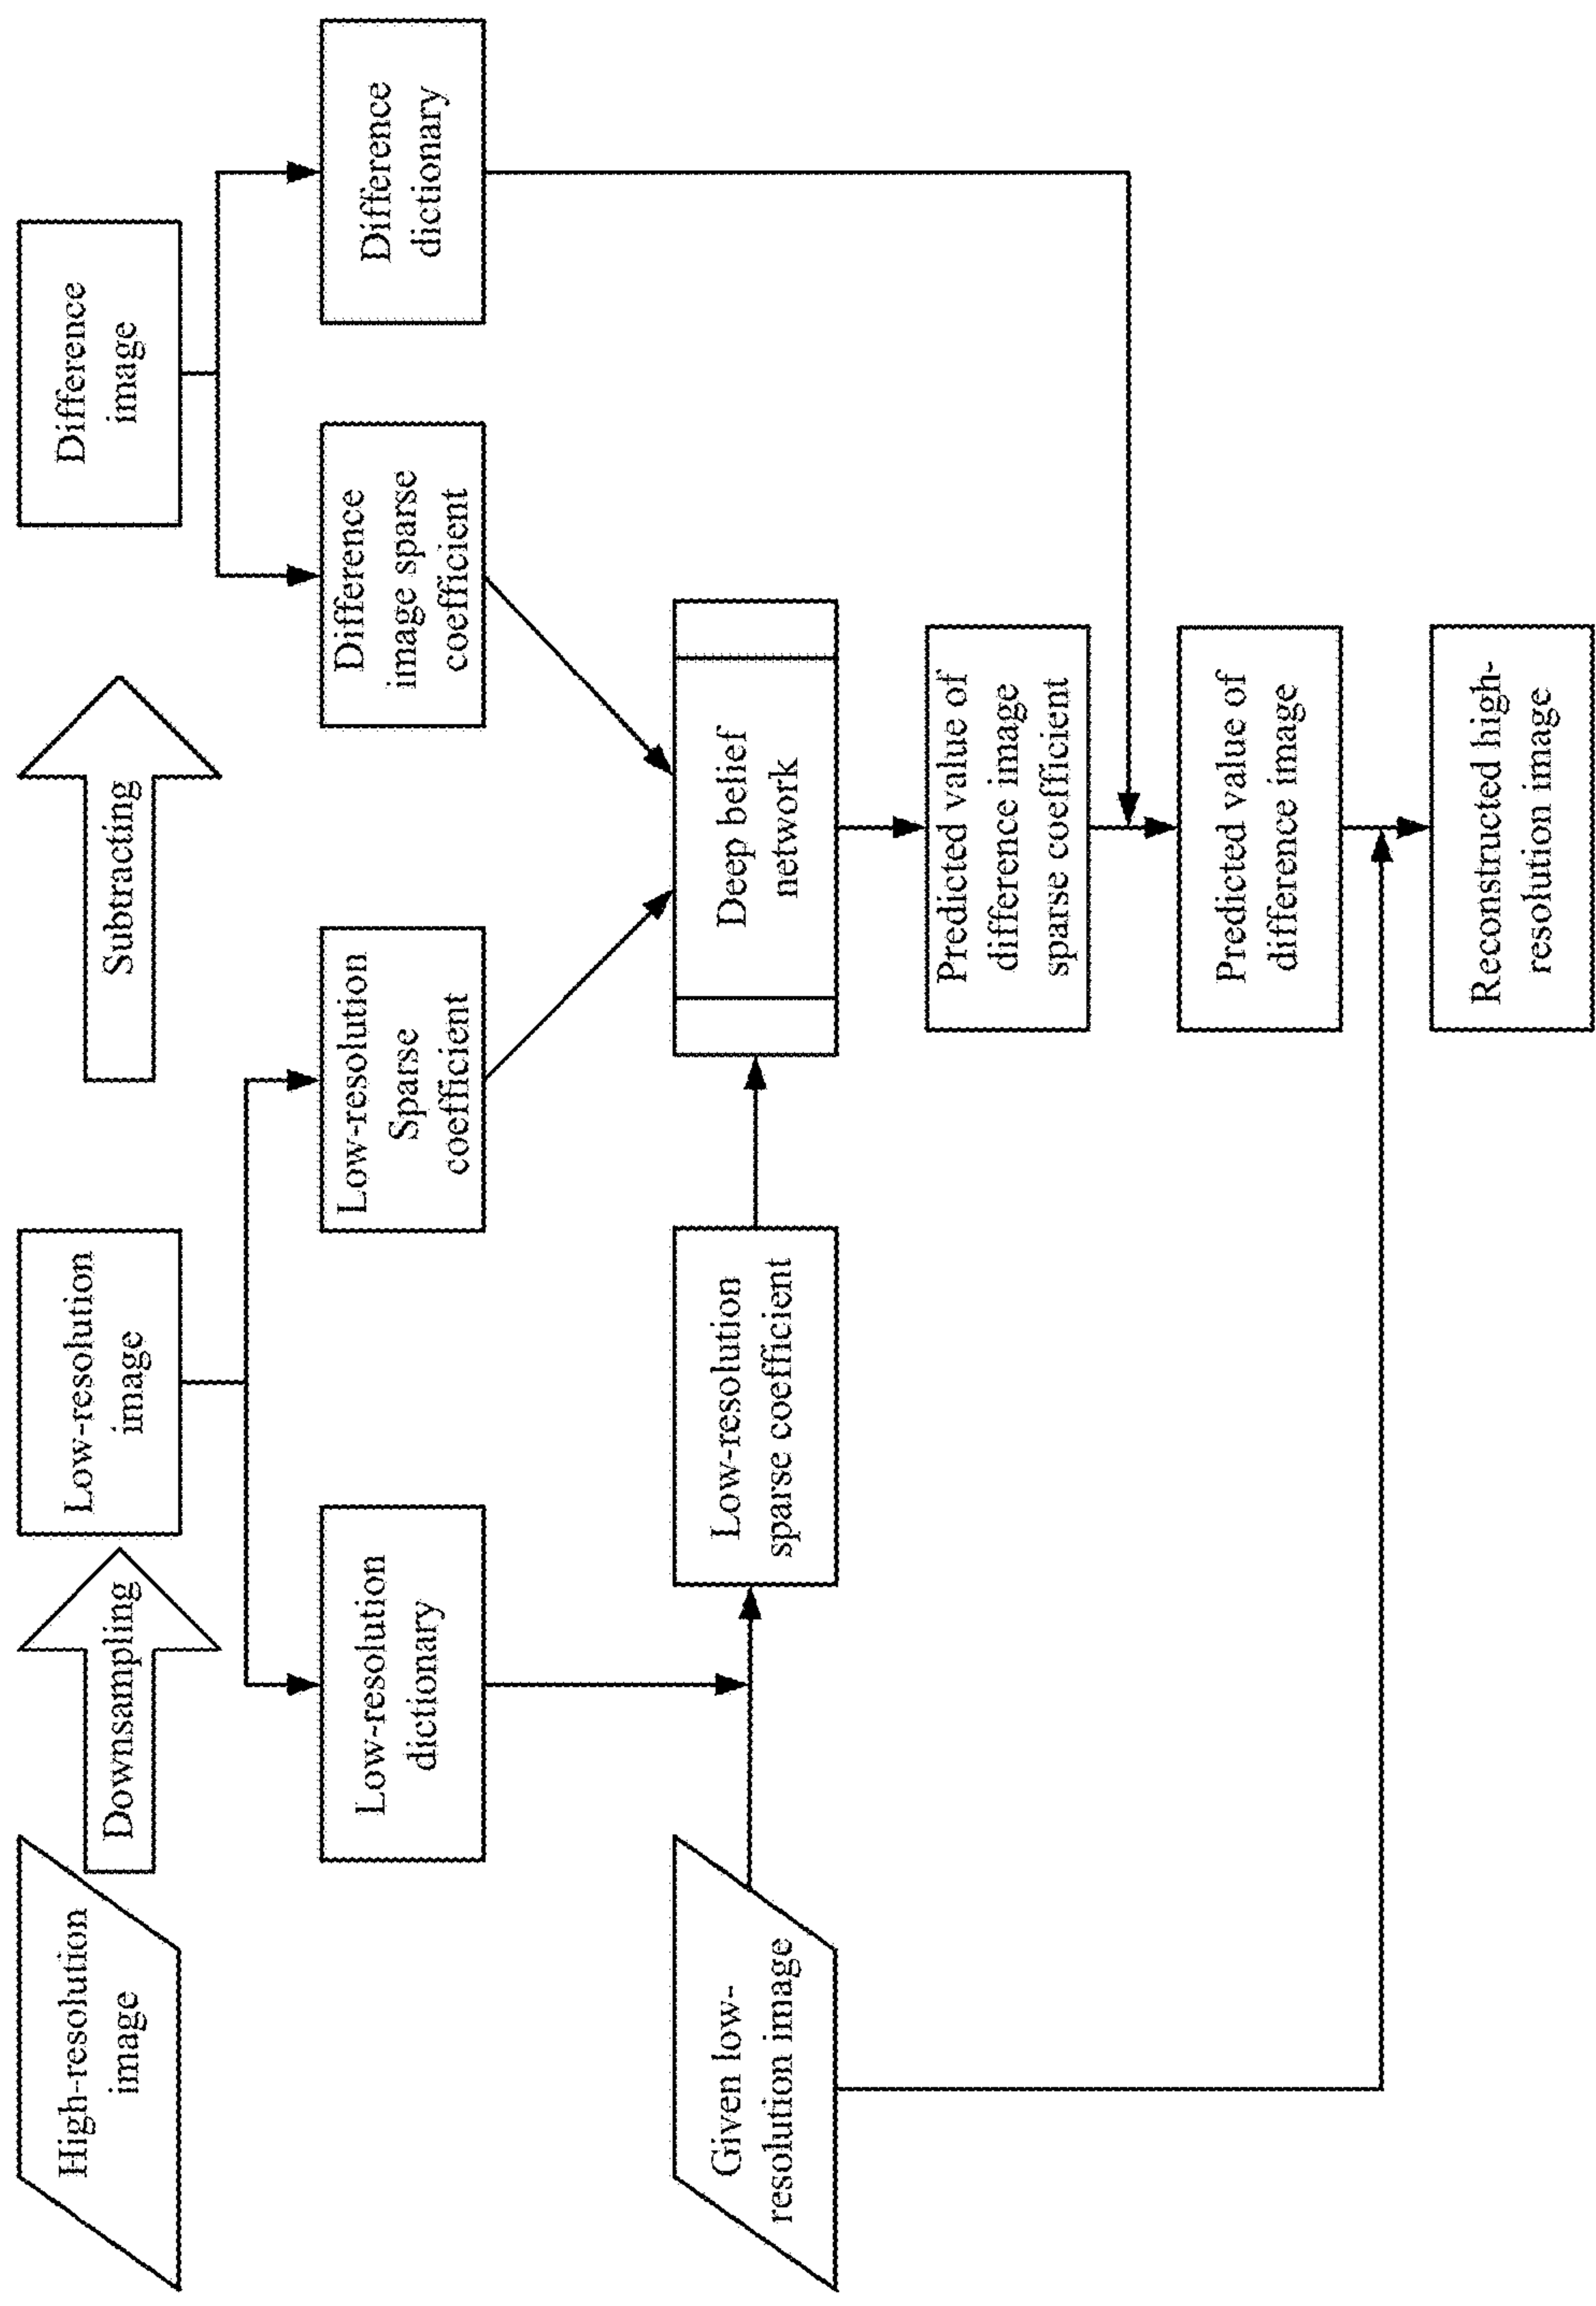 High-resolution
image
Downsampling
Low-resolution
image
Subtracting
Difference
image
Low-resolution
dictionary
Low-resolution
Sparse
coefficient
Difference
image sparse
coefficient
Difference
dictionary
Given low-
resolution image
Low-resolution
sparse coefficient
Deep belief
network
Predicted value of
difference image
sparse coefficient
Predicted value of
difference image
Reconstructed high-
resolution image